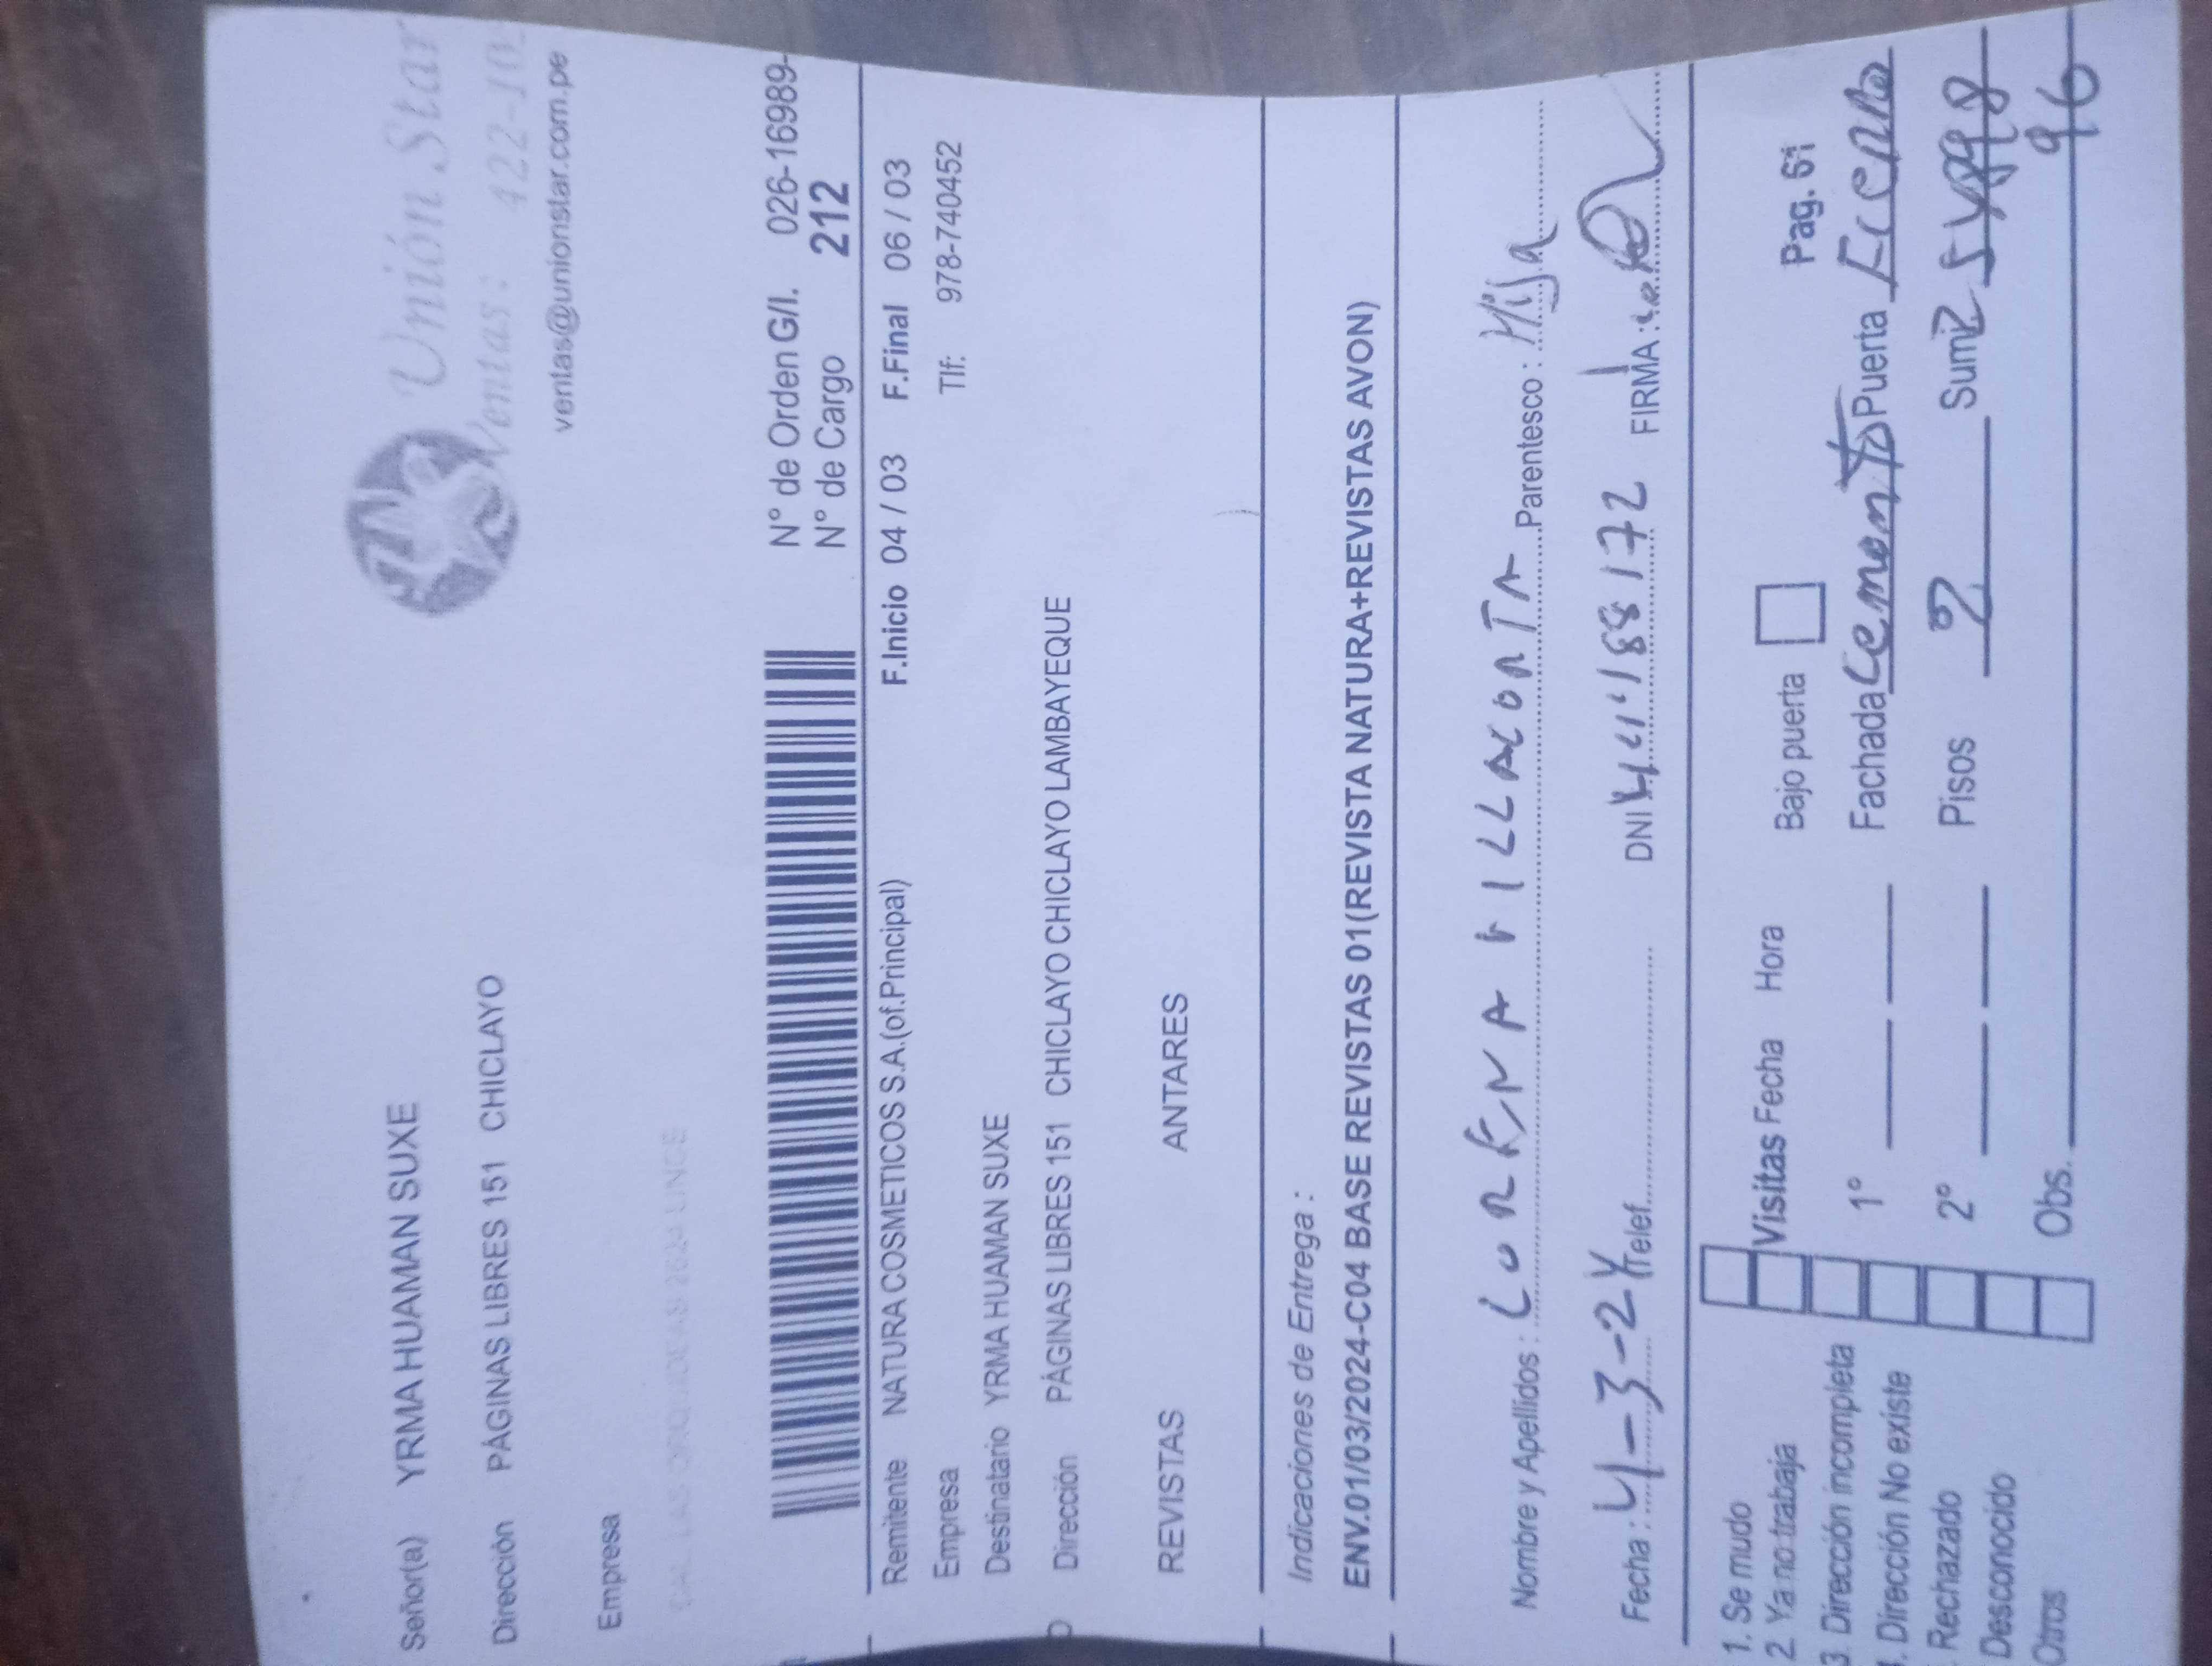 Unión Star
Ventas: 422-10
ventas@unionstar.com.pe
Señor(a) YRMA HUAMAN SUXE
Dirección PÁGINAS LIBRES 151 CHICLAYO
Empresa
N° de Orden G/I. 026-16989-
N° de Cargo 212
Remitente NATURA COSMETICOS S.A.(of.Principal) F.Inicio 04 / 03 F.Final 06 / 03
Empresa Tlf: 978-740452
Destinatario YRMA HUAMAN SUXE
Dirección PÁGINAS LIBRES 151 CHICLAYO CHICLAYO LAMBAYEQUE
REVISTAS ANTARES
Indicaciones de Entrega :
ENV.01/03/2024-C04 BASE REVISTAS 01(REVISTA NATURA+REVISTAS AVON)
Nombre y Apellidos : LORENA Parentesco : Hija
Fecha : 4-3-24 Telef. DNI FIRMA :
1. Se mudo Bajo puerta Pag. 61
2. Ya no trabaja Visitas Fecha Hora
3. Dirección incompleta 1° Fachada Cemento Puerta Fierro
. Dirección No existe
Rechazado 2° Pisos 2 Sumi
Desconocido
Otros Obs. 96